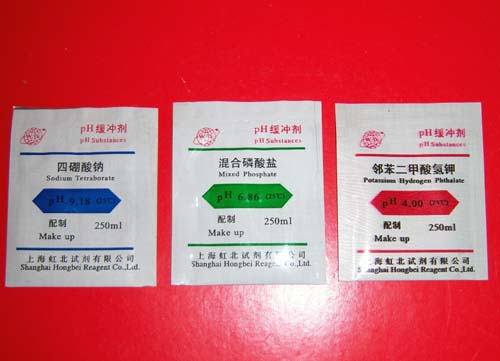 pH缓冲剂
pH Substances
四硼酸钠
Sodium Tetraborate
pH 9.18 (25℃)
配制 250ml
Make up
上海虹北试剂有限公司
Shanghai Hongbei Reagent Co.,Ltd.
pH缓冲剂
pH Substances
混合磷酸盐
Mixed Phosphate
pH 6.86 (25℃)
配制 250ml
Make up
上海虹北试剂有限公司
Shanghai Hongbei Reagent Co.,Ltd.
pH缓冲剂
pH Substances
邻苯二甲酸氢钾
Potassium Hydrogen Phthalate
pH 4.00 (25℃)
配制 250ml
Make up
上海虹北试剂有限公司
Shanghai Hongbei Reagent Co.,Ltd.